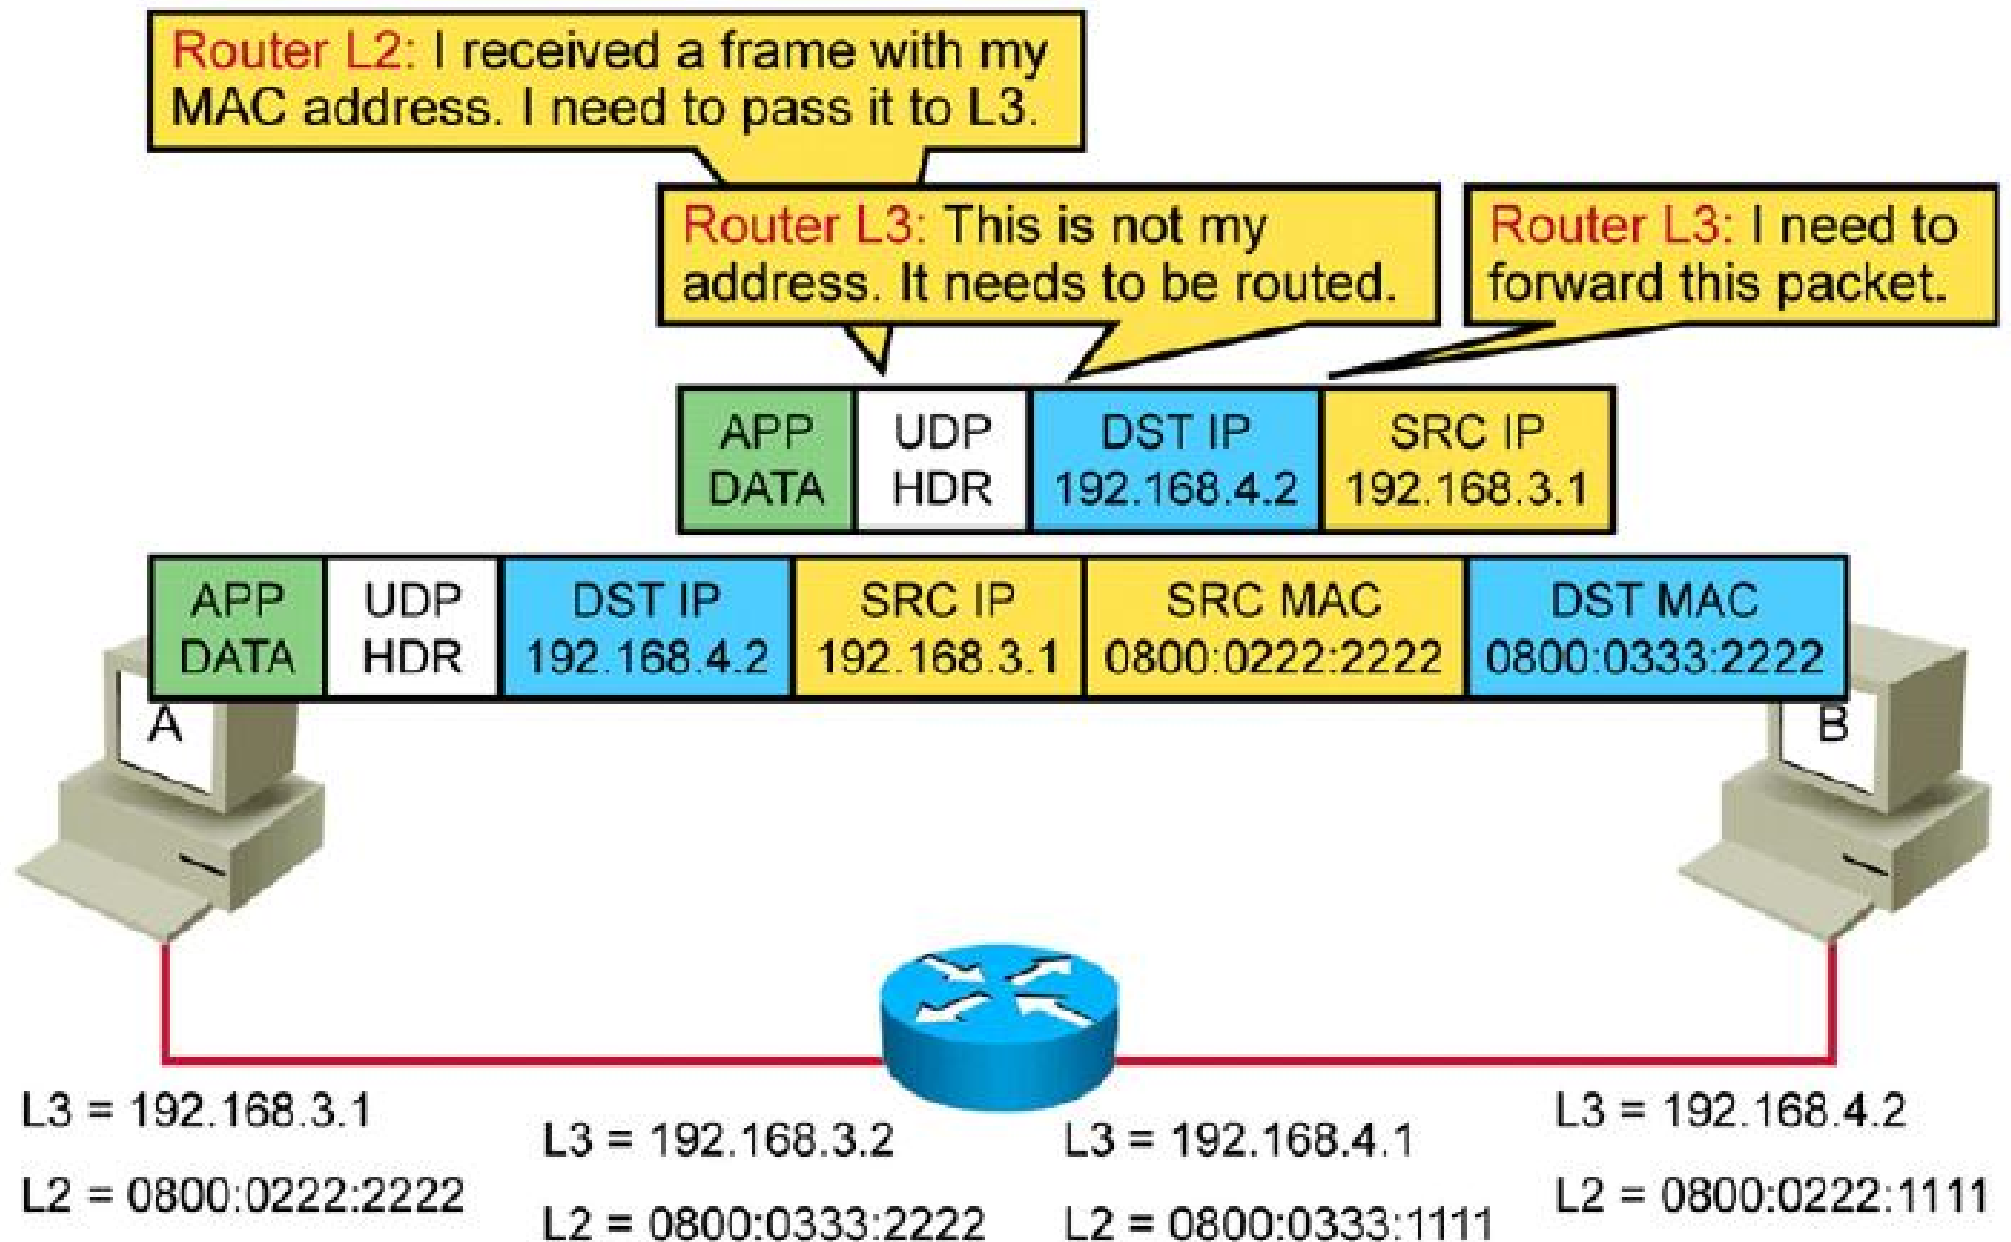 Router L2: I received a frame with my
MAC address. I need to pass it to L3.
Router L3: This is not my
address. It needs to be routed.
Router L3: I need to
forward this packet.
APP
DATA
UDP
HDR
DST IP
192.168.4.2
SRC IP
192.168.3.1
APP
DATA
UDP
HDR
DST IP
192.168.4.2
SRC IP
192.168.3.1
SRC MAC
0800:0222:2222
DST MAC
0800:0333:2222
A
B
L3 = 192.168.3.1
L2 = 0800:0222:2222
L3 = 192.168.3.2
L2 = 0800:0333:2222
L3 = 192.168.4.1
L2 = 0800:0333:1111
L3 = 192.168.4.2
L2 = 0800:0222:1111